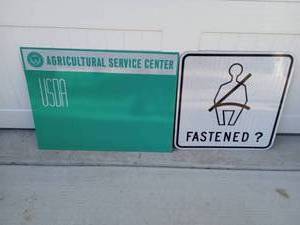 AGRICULTURAL SERVICE CENTER
USDA
FASTENED ?